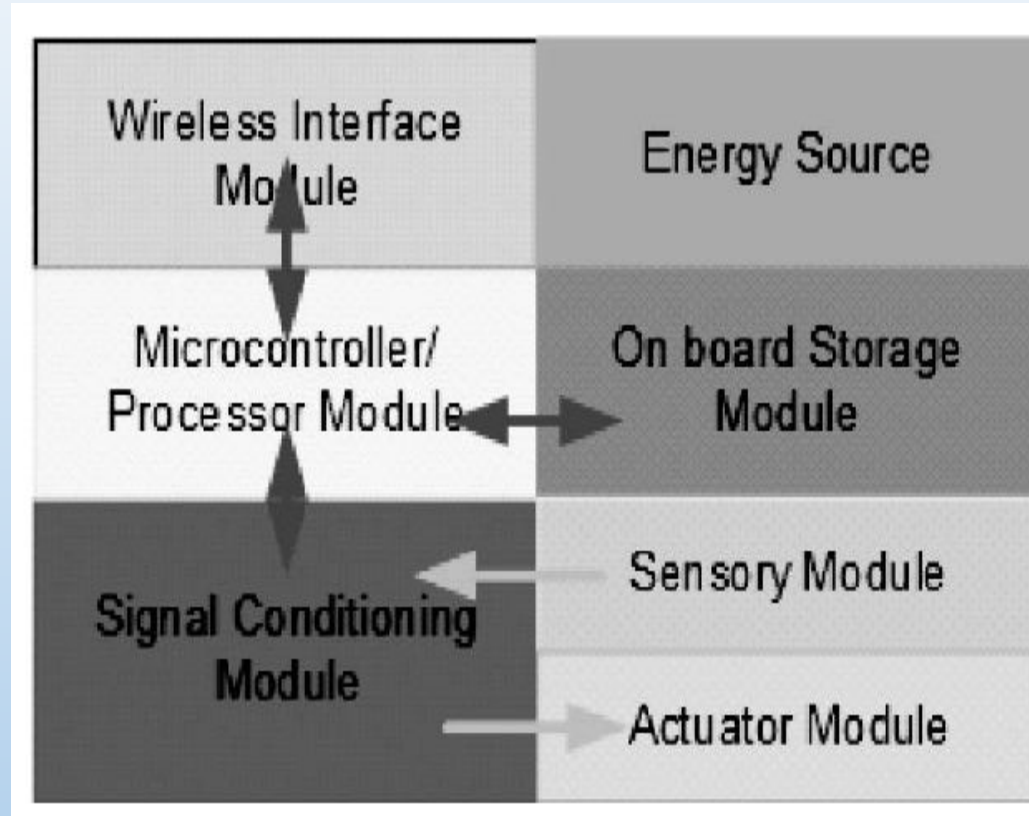 Wireless Interface
Module
Energy Source
Microcontroller/
Processor Module
On board Storage
Module
Signal Conditioning
Module
Sensory Module
Actuator Module